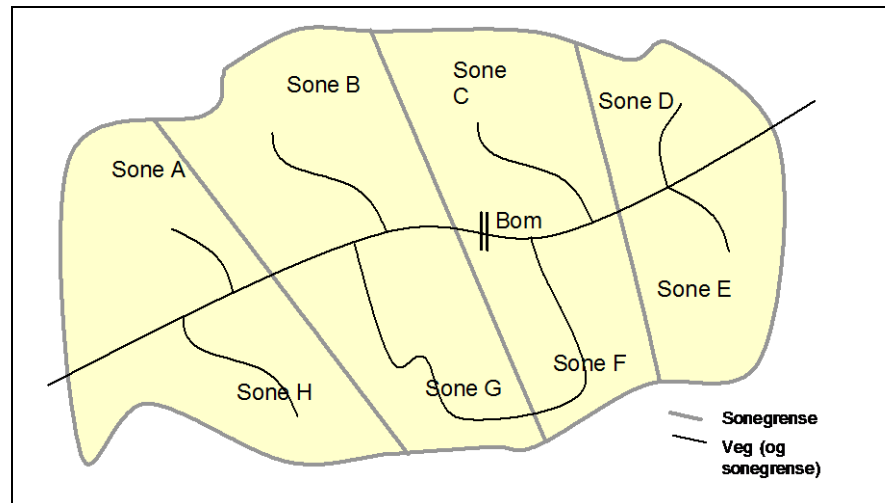 Sone B
Sone
C
Sone D
Sone A
Bom
Sone E
Sone F
Sone H
Sone G
Sonegrense
Veg (og
sonegrense)